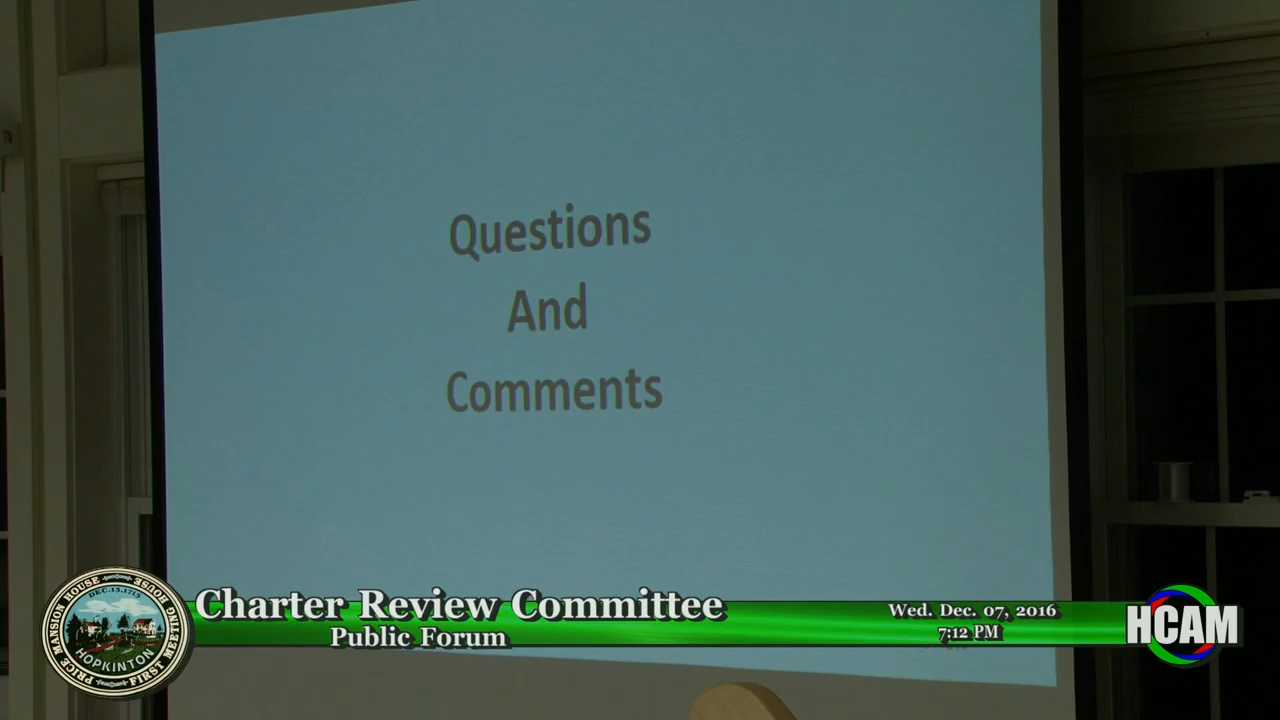 Questions
And
Comments
Charter Review Committee
Public Forum
Wed. Dec. 07, 2016
7:12 PM
HCAM
PRICE MANSION HOUSE
FIRST MEETING HOUSE
DEC.13.1715
HOPKINTON